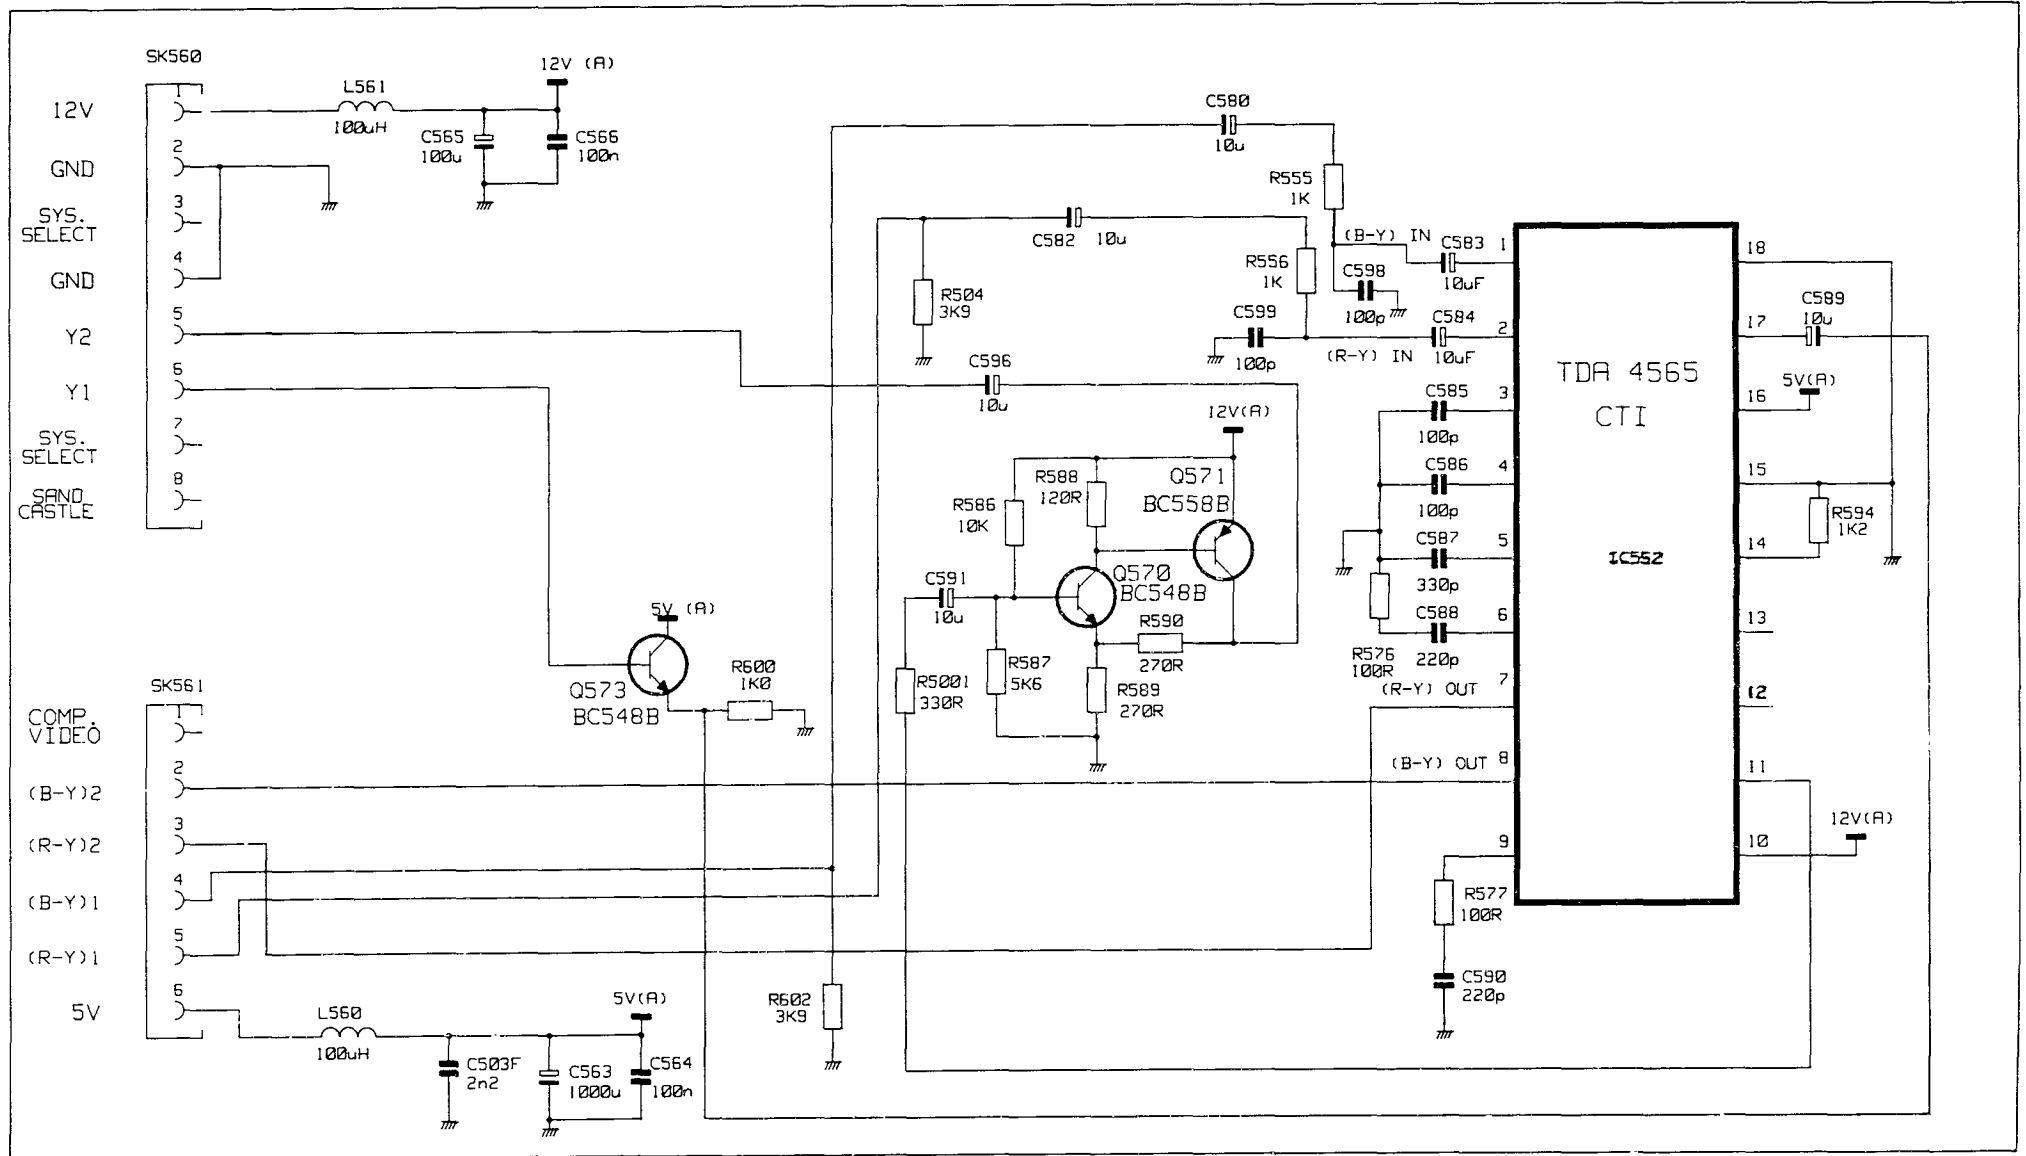 SK560
1
12V
2
GND
3
SYS.
SELECT
4
GND
5
Y2
6
Y1
7
SYS.
SELECT
8
SAND
CASTLE
L561
100uH
12V (A)
C565
100u
C566
100n
C580
10u
R555
1K
C582
10u
R504
3K9
R556
1K
(B-Y) IN
C583
10uF
C598
100p
C599
100p
(R-Y) IN
C584
10uF
C596
10u
12V(A)
R588
120R
Q571
BC558B
R586
10K
C591
10u
Q570
BC548B
R590
270R
R587
5K6
R589
270R
R5001
330R
5V (A)
Q573
BC548B
R600
1K0
C585
100p
C586
100p
C587
330p
C588
220p
R576
100R
(R-Y) OUT
(B-Y) OUT
1
2
3
4
5
6
7
8
9
TDA 4565
CTI
IC552
18
17
16
15
14
13
12
11
10
C589
10u
5V(A)
R594
1K2
12V(A)
R577
100R
C590
220p
SK561
1
COMP.
VIDEO
2
(B-Y)2
3
(R-Y)2
4
(B-Y)1
5
(R-Y)1
6
5V
L560
100uH
5V(A)
C503F
2n2
C563
1000u
C564
100n
R602
3K9